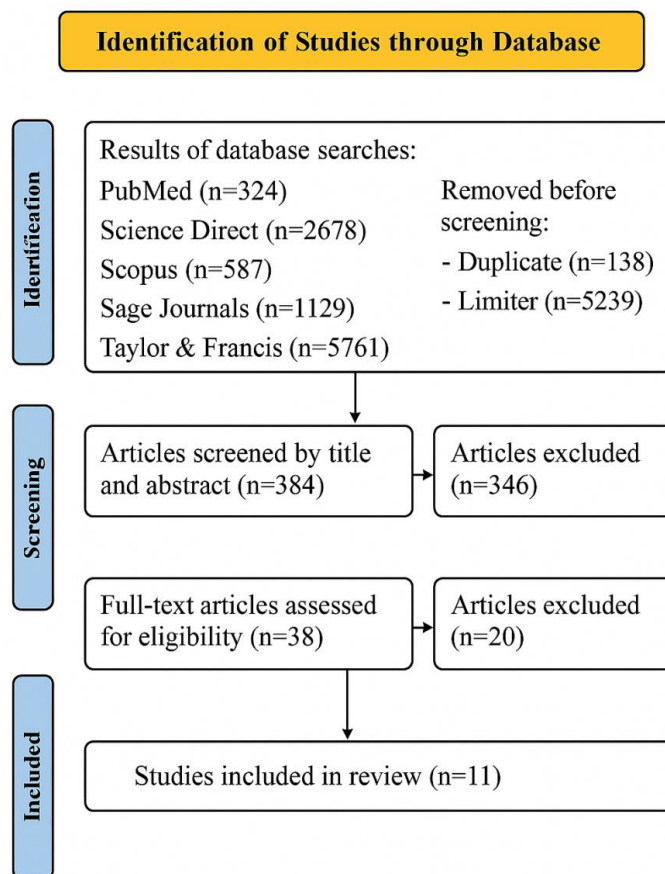 Identification of Studies through Database
Identification
Results of database searches:
PubMed (n=324)
Science Direct (n=2678)
Scopus (n=587)
Sage Journals (n=1129)
Taylor & Francis (n=5761)
Removed before
screening:
- Duplicate (n=138)
- Limiter (n=5239)
Screening
Articles screened by title
and abstract (n=384)
Articles excluded
(n=346)
Full-text articles assessed
for eligibility (n=38)
Articles excluded
(n=20)
Included
Studies included in review (n=11)